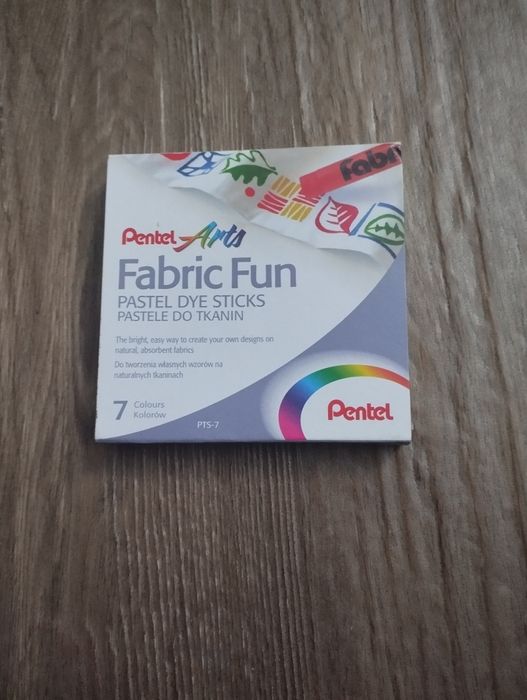 Fabr
Pentel Arts
Fabric Fun
PASTEL DYE STICKS
PASTELE DO TKANIN
The bright, easy way to create your own designs on
natural, absorbent fabrics
Do tworzenia własnych wzorów na
naturalnych tkaninach
7 Colours
Kolorów
PTS-7
Pentel